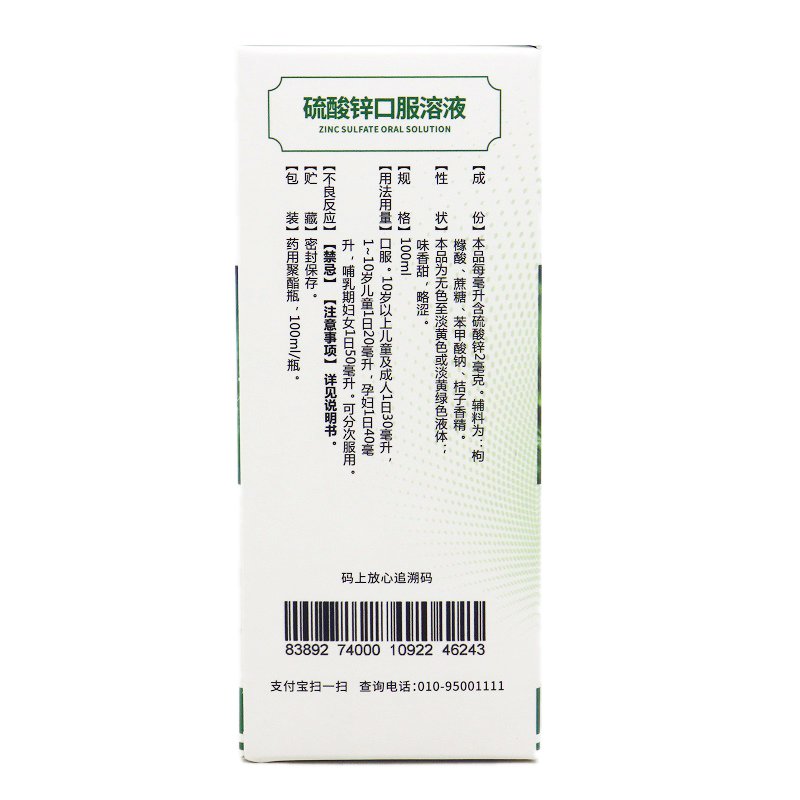 硫酸锌口服溶液
ZINC SULFATE ORAL SOLUTION
【成份】本品每毫升含硫酸锌2毫克。辅料为：枸
橼酸、蔗糖、苯甲酸钠、桔子香精。
【性状】本品为无色至淡黄色或淡黄绿色液体；
味香甜，略涩。
【规格】100ml
【用法用量】口服。10岁以上儿童及成人1日30毫升，
1~10岁儿童1日20毫升，孕妇1日40毫
升，哺乳期妇女1日50毫升。可分次服用。
【不良反应】【禁忌】【注意事项】详见说明书。
【贮藏】密封保存。
【包装】药用聚酯瓶，100ml/瓶。
码上放心追溯码
83892 74000 10922 46243
支付宝扫一扫 查询电话:010-95001111